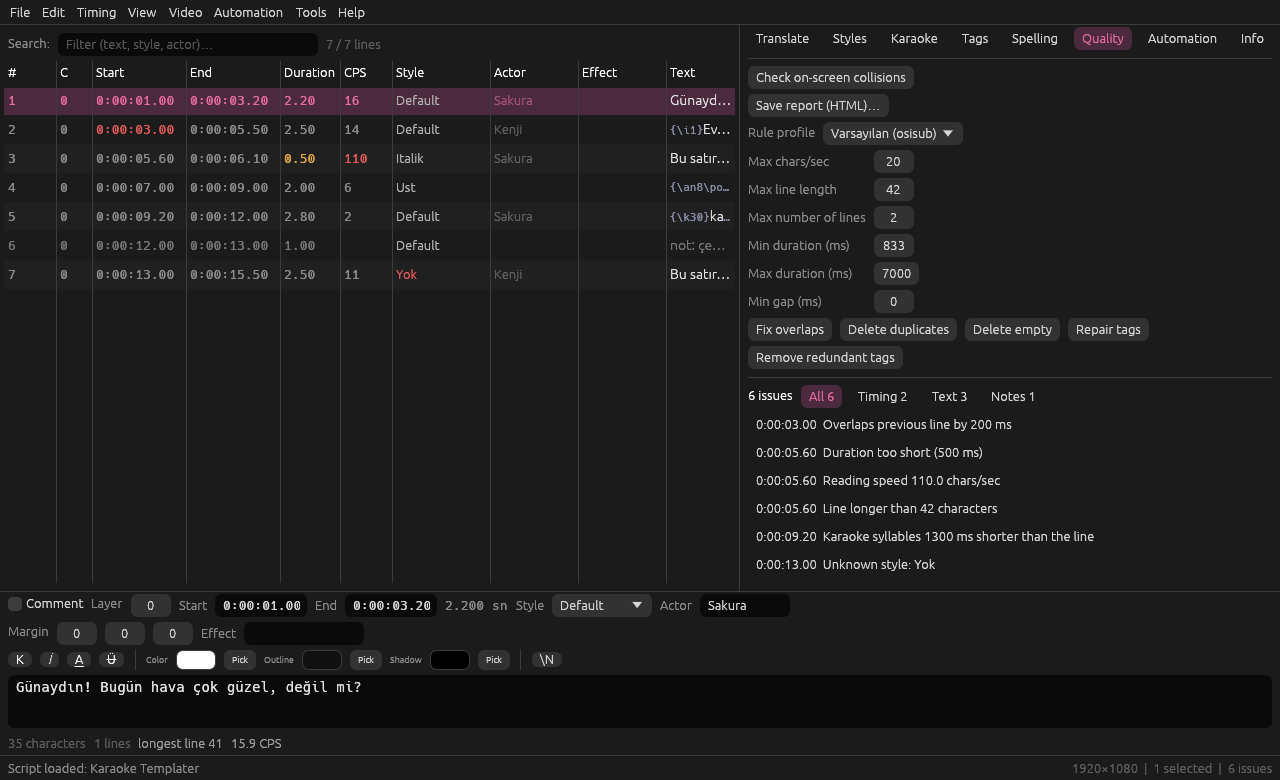 File Edit Timing View Video Automation Tools Help
Search: Filter (text, style, actor)… 7 / 7 lines
# C Start End Duration CPS Style Actor Effect Text
1 0 0:00:01.00 0:00:03.20 2.20 16 Default Sakura Günayd…
2 0 0:00:03.00 0:00:05.50 2.50 14 Default Kenji {\i1}Ev…
3 0 0:00:05.60 0:00:06.10 0.50 110 Italik Sakura Bu satır…
4 0 0:00:07.00 0:00:09.00 2.00 6 Ust {\an8\po…
5 0 0:00:09.20 0:00:12.00 2.80 2 Default Sakura {\k30}ka…
6 0 0:00:12.00 0:00:13.00 1.00 Default not: çe…
7 0 0:00:13.00 0:00:15.50 2.50 11 Yok Kenji Bu satır…
Translate Styles Karaoke Tags Spelling Quality Automation Info
Check on-screen collisions
Save report (HTML)…
Rule profile Varsayılan (osisub)
Max chars/sec 20
Max line length 42
Max number of lines 2
Min duration (ms) 833
Max duration (ms) 7000
Min gap (ms) 0
Fix overlaps Delete duplicates Delete empty Repair tags
Remove redundant tags
6 issues All 6 Timing 2 Text 3 Notes 1
0:00:03.00 Overlaps previous line by 200 ms
0:00:05.60 Duration too short (500 ms)
0:00:05.60 Reading speed 110.0 chars/sec
0:00:05.60 Line longer than 42 characters
0:00:09.20 Karaoke syllables 1300 ms shorter than the line
0:00:13.00 Unknown style: Yok
Comment Layer 0 Start 0:00:01.00 End 0:00:03.20 2.200 sn Style Default Actor Sakura
Margin 0 0 0 Effect
K i A U Color Pick Outline Pick Shadow Pick \N
Günaydın! Bugün hava çok güzel, değil mi?
35 characters 1 lines longest line 41 15.9 CPS
Script loaded: Karaoke Templater 1920×1080 | 1 selected | 6 issues